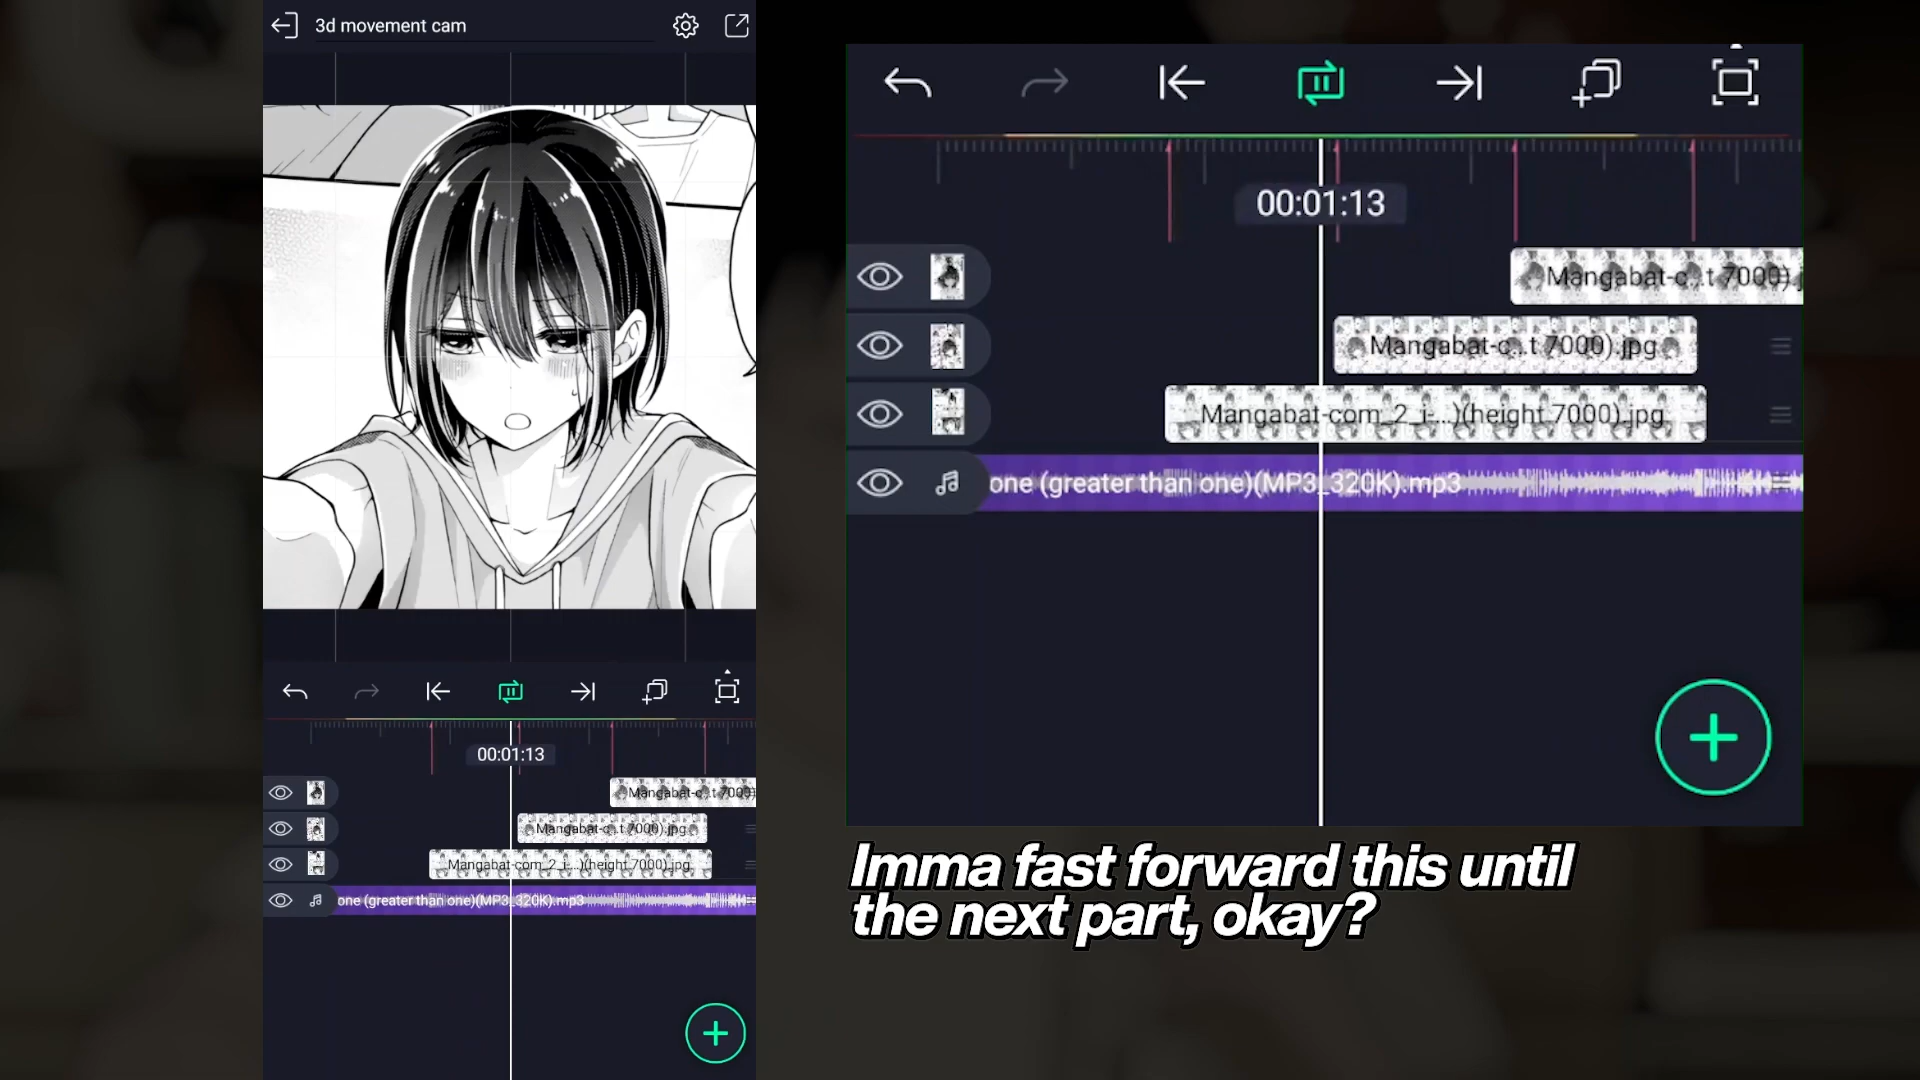 3d movement cam
00:01:13
Mangabat-c...t 7000)
Mangabat-c...t 7000).jpg
Mangabat-com_2_i-...)(height 7000).jpg
one (greater than one)(MP3_320K).mp3
00:01:13
Mangabat-c...t 7000).j
Mangabat-c...t 7000).jpg
Mangabat-com_2_i-...)(height 7000).jpg
one (greater than one)(MP3_320K).mp3
Imma fast forward this until
the next part, okay?